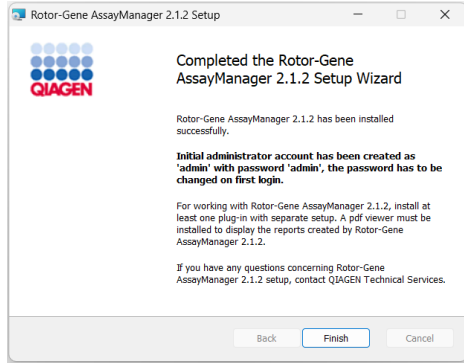 Rotor-Gene AssayManager 2.1.2 Setup
QIAGEN
Completed the Rotor-Gene
AssayManager 2.1.2 Setup Wizard
Rotor-Gene AssayManager 2.1.2 has been installed
successfully.
Initial administrator account has been created as
'admin' with password 'admin', the password has to be
changed on first login.
For working with Rotor-Gene AssayManager 2.1.2, install at
least one plug-in with separate setup. A pdf viewer must be
installed to display the reports created by Rotor-Gene
AssayManager 2.1.2.
If you have any questions concerning Rotor-Gene
AssayManager 2.1.2 setup, contact QIAGEN Technical Services.
Back Finish Cancel